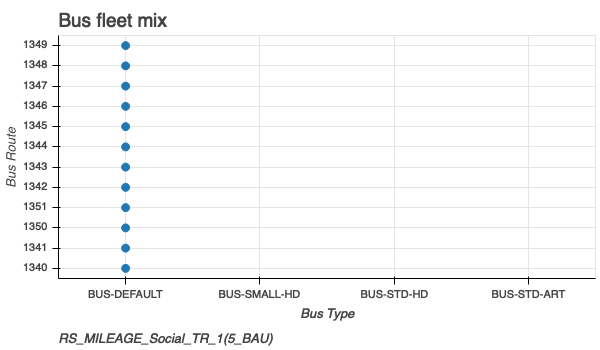 Bus fleet mix
Bus Route
1349
1348
1347
1346
1345
1344
1343
1342
1351
1350
1341
1340
BUS-DEFAULT BUS-SMALL-HD BUS-STD-HD BUS-STD-ART
Bus Type
RS_MILEAGE_Social_TR_1(5_BAU)